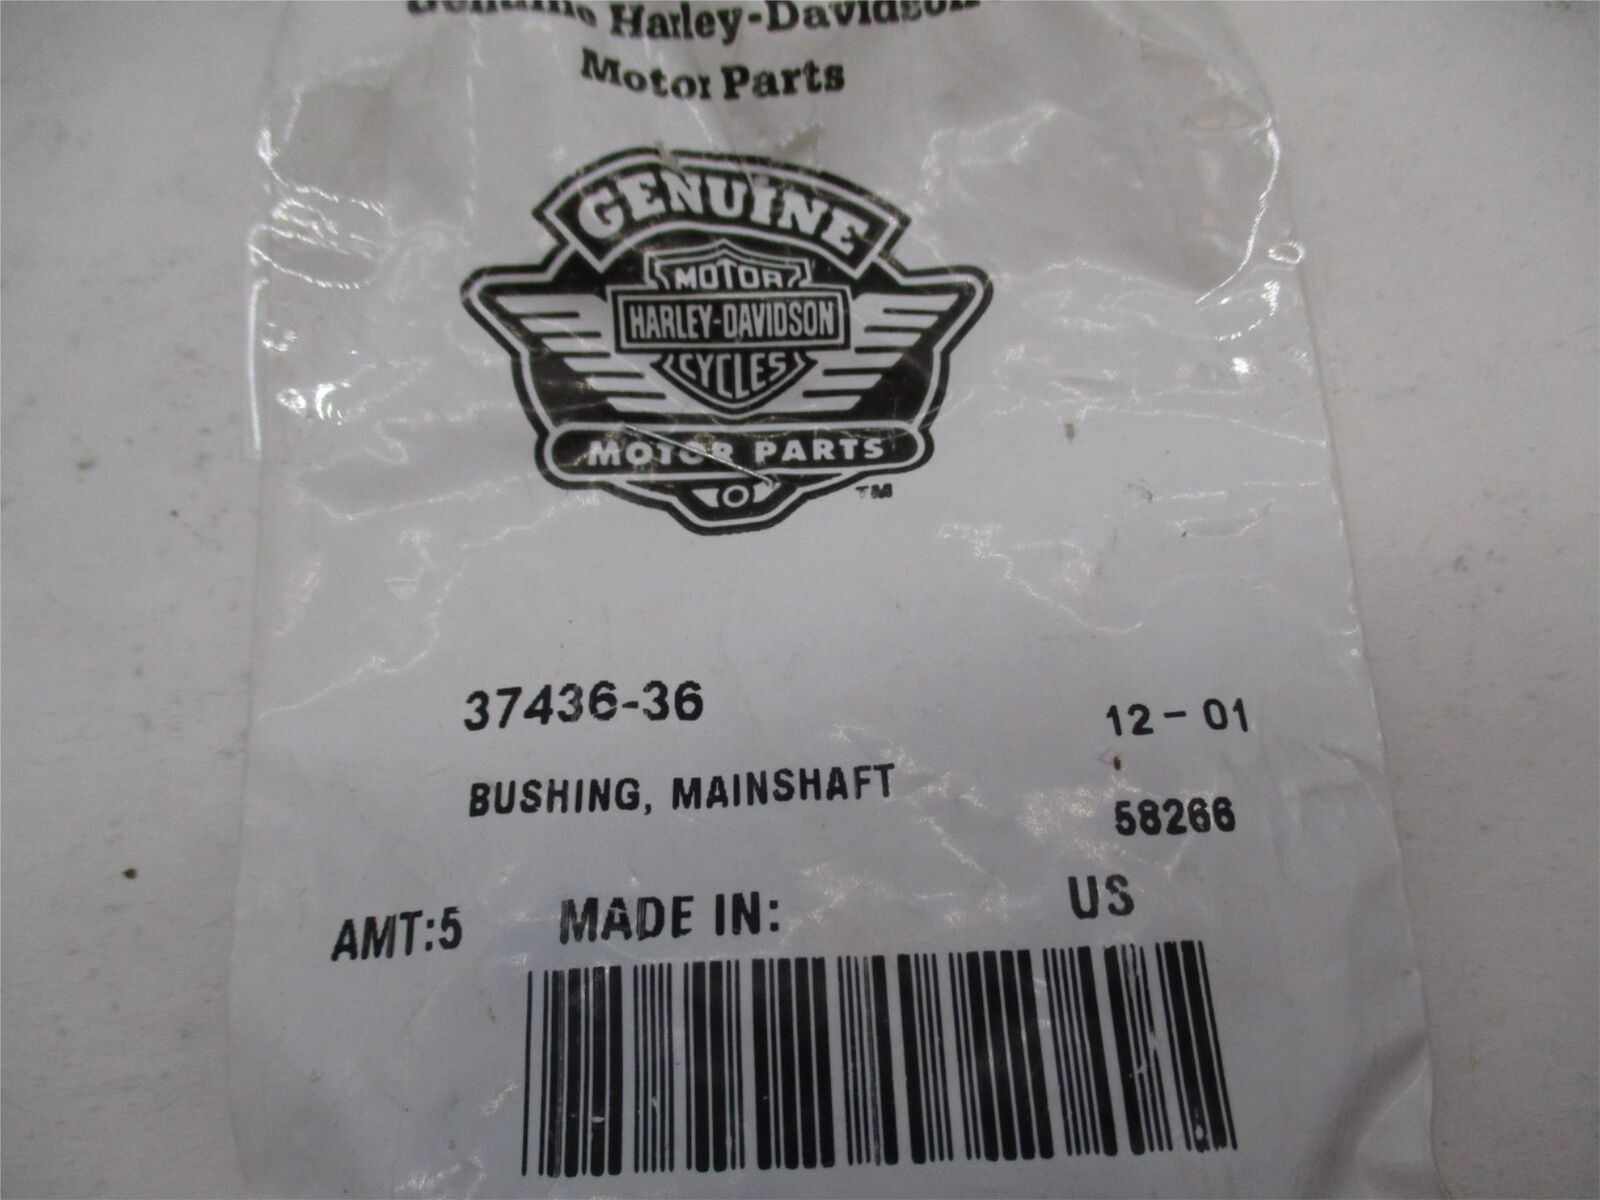 Genuine Harley-Davidson
Motor Parts
GENUINE
MOTOR
HARLEY-DAVIDSON
CYCLES
MOTOR PARTS
TM
37436-36
12-01
BUSHING, MAINSHAFT
58266
AMT:5 MADE IN: US